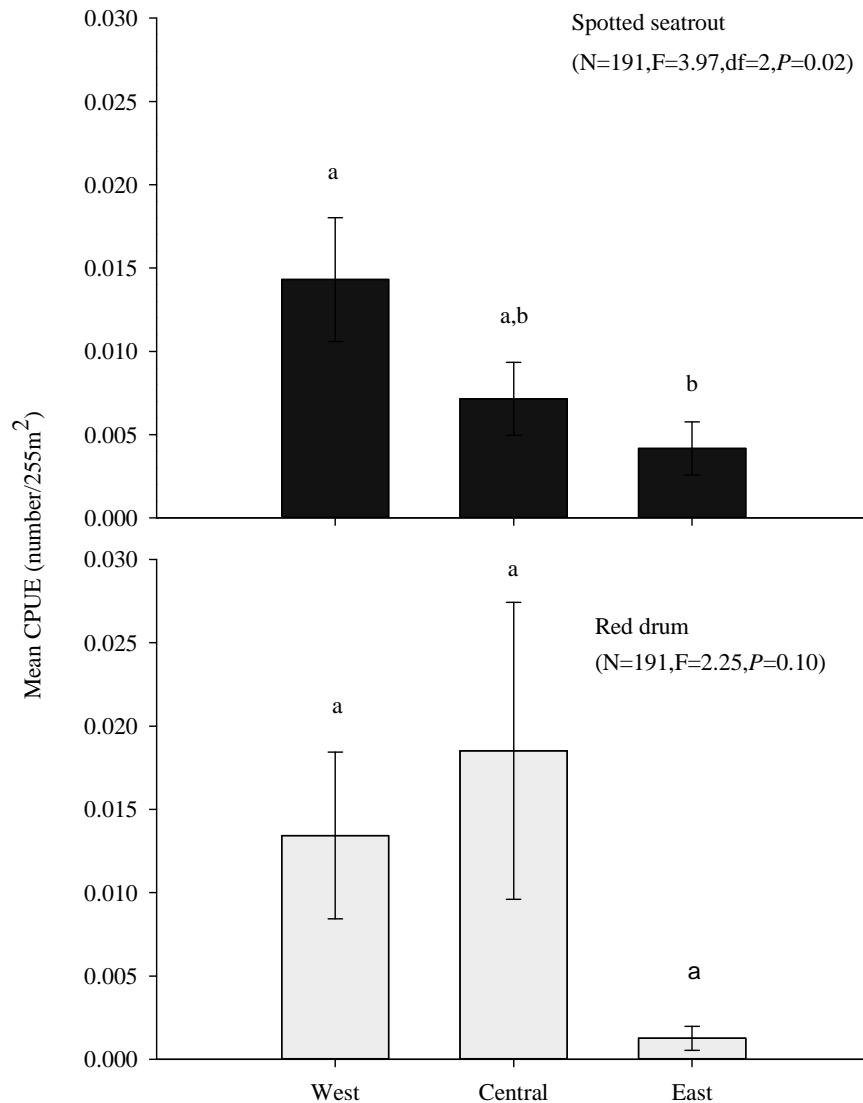 Mean CPUE (number/255m²)
0.030
0.025
0.020
0.015
0.010
0.005
0.000
Spotted seatrout
(N=191,F=3.97,df=2,P=0.02)
a
a,b
b
0.030
0.025
0.020
0.015
0.010
0.005
0.000
Red drum
(N=191,F=2.25,P=0.10)
a
a
a
West Central East